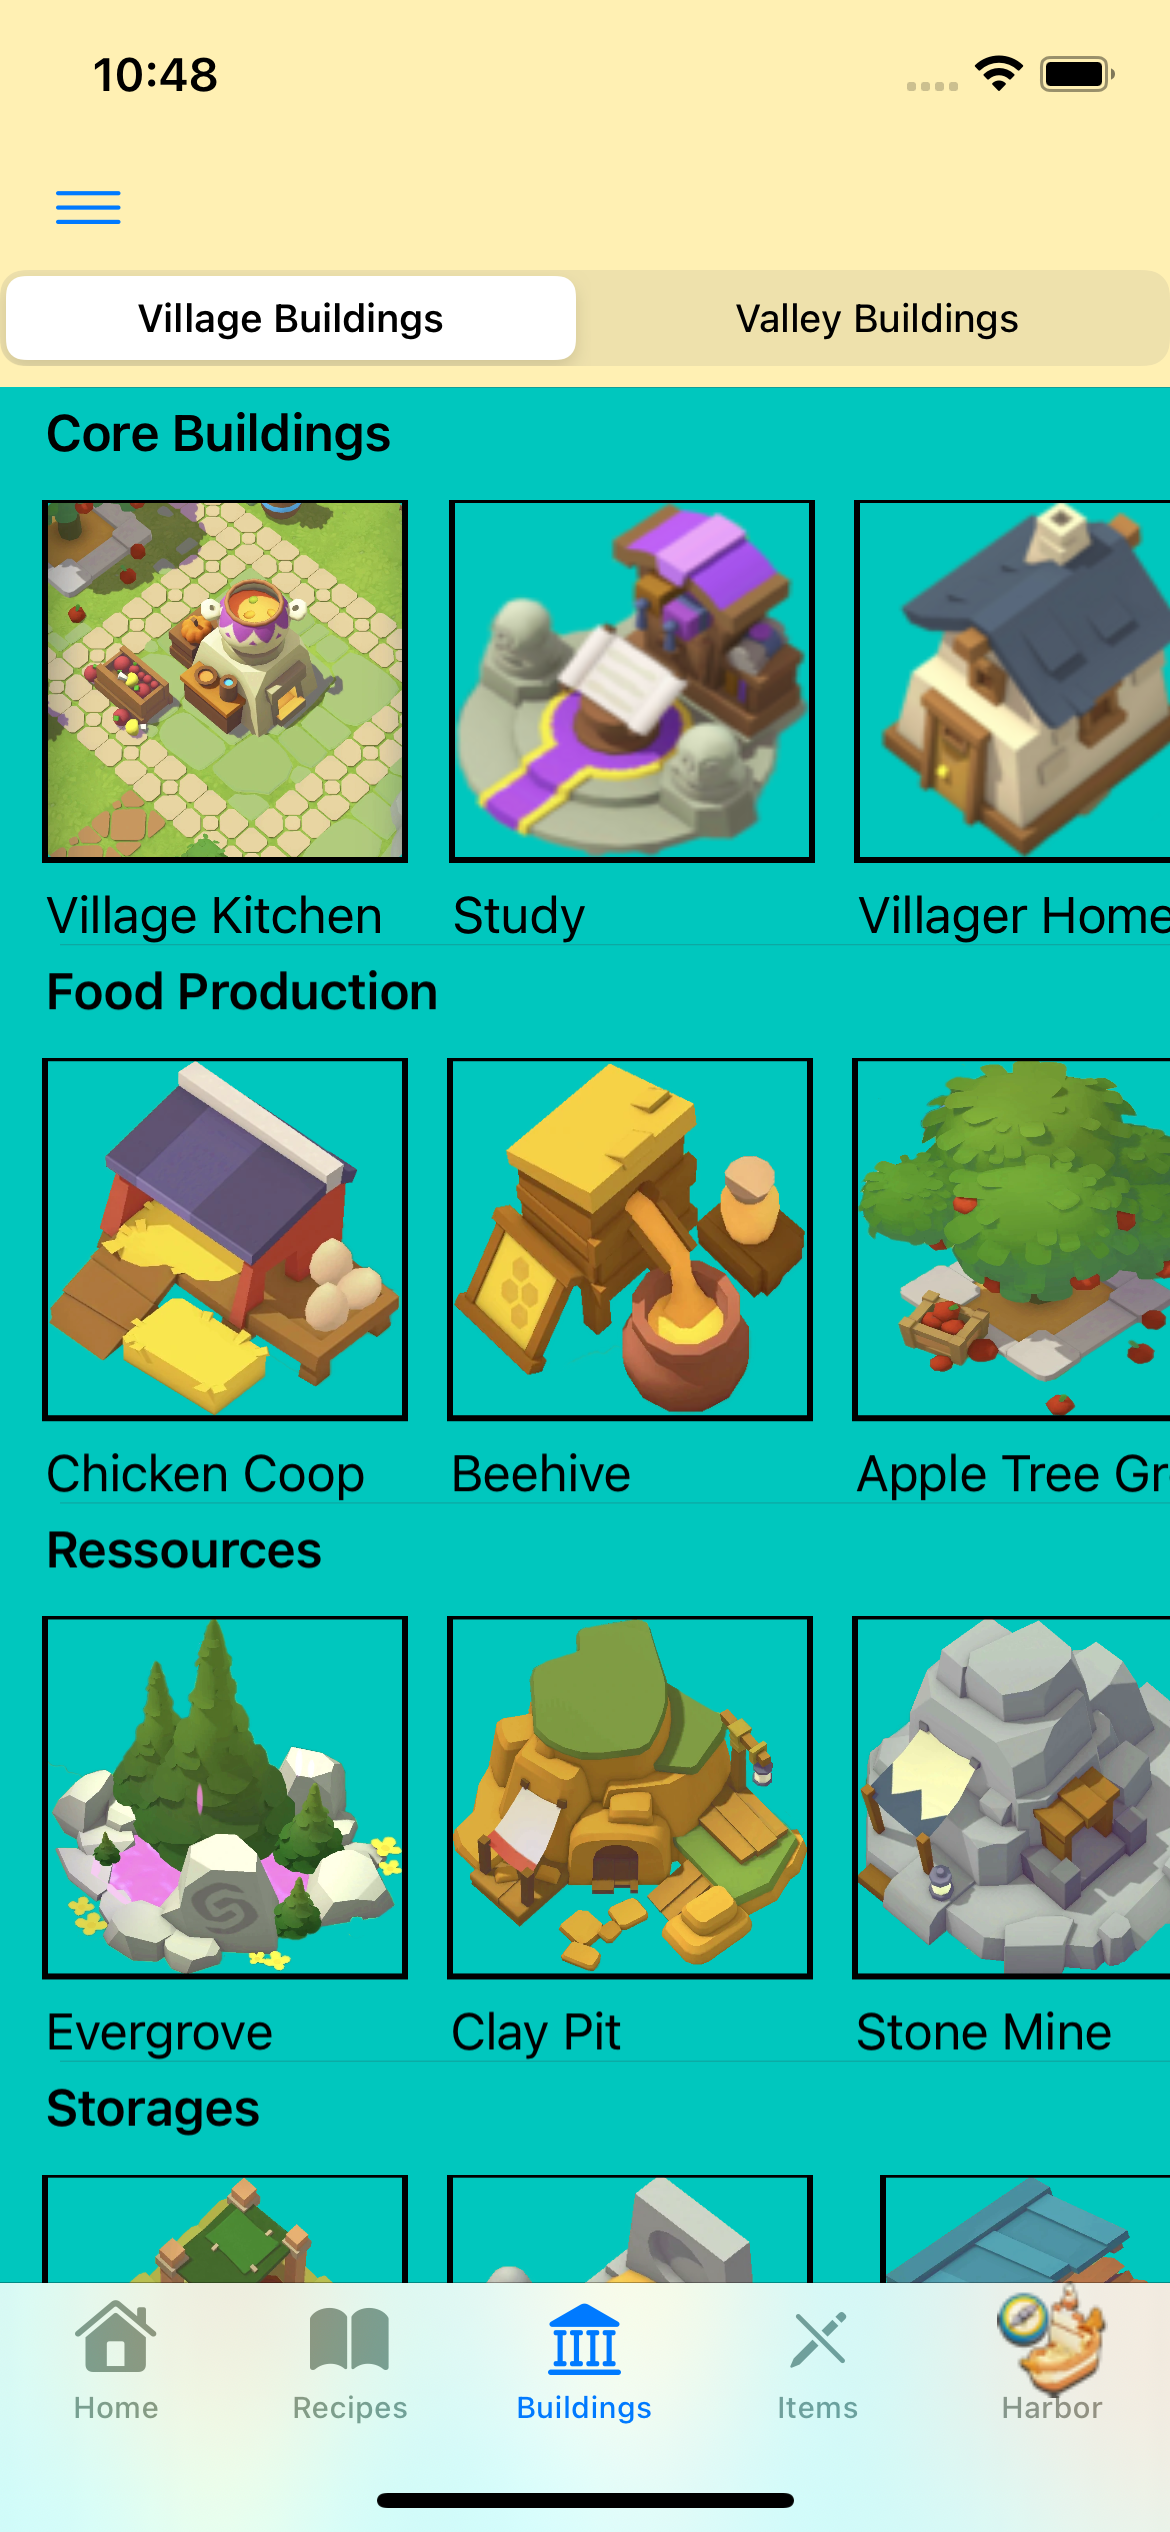 10:48
Village Buildings
Valley Buildings
Core Buildings
Village Kitchen
Study
Villager Home
Food Production
Chicken Coop
Beehive
Apple Tree Gr
Ressources
Evergrove
Clay Pit
Stone Mine
Storages
Home
Recipes
Buildings
Items
Harbor